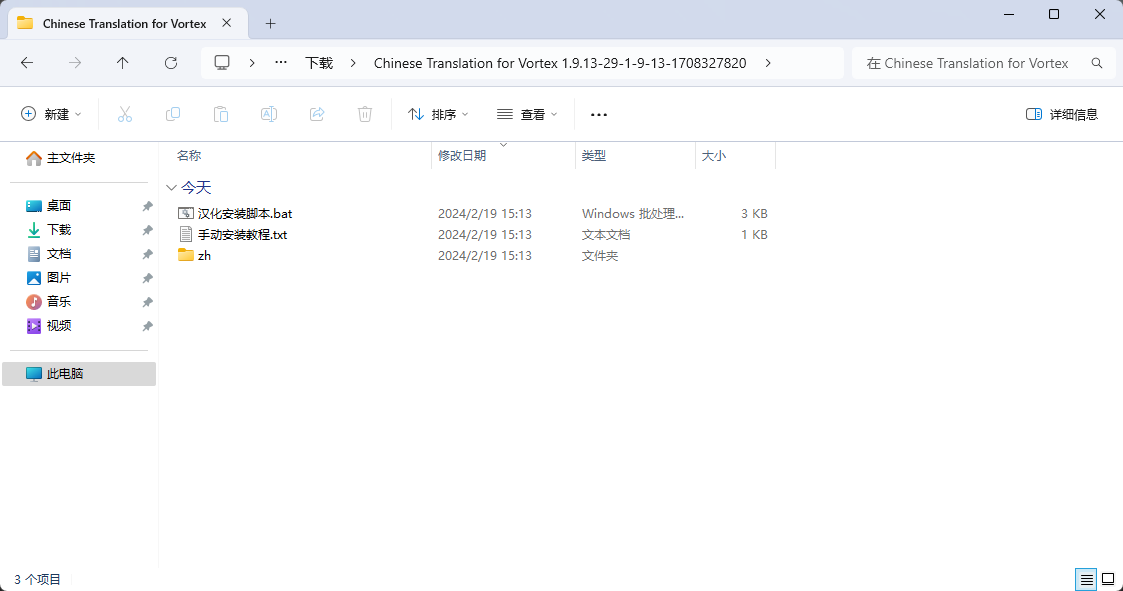 Chinese Translation for Vortex
下载 Chinese Translation for Vortex 1.9.13-29-1-9-13-1708327820
在 Chinese Translation for Vortex
新建 排序 查看 详细信息
主文件夹
桌面
下载
文档
图片
音乐
视频
此电脑
名称 修改日期 类型 大小
今天
汉化安装脚本.bat 2024/2/19 15:13 Windows 批处理... 3 KB
手动安装教程.txt 2024/2/19 15:13 文本文档 1 KB
zh 2024/2/19 15:13 文件夹
3 个项目